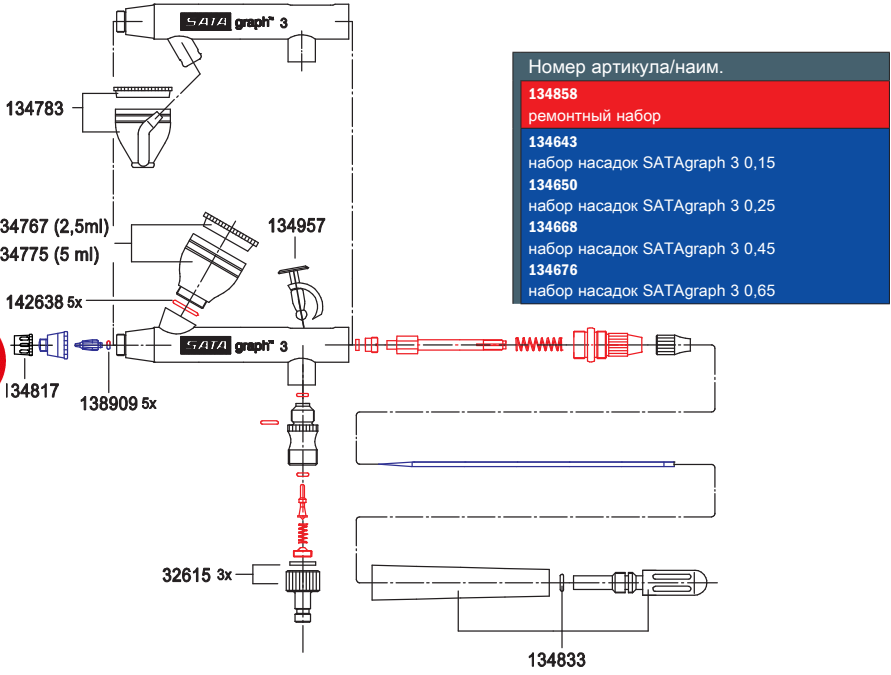 SATA graph™ 3
134783
34767 (2,5ml)
34775 (5 ml)
134957
142638 5x
SATA graph™ 3
134817
138909 5x
32615 3x
134833
Номер артикула/наим.
134858
ремонтный набор
134643
набор насадок SATAgraph 3 0,15
134650
набор насадок SATAgraph 3 0,25
134668
набор насадок SATAgraph 3 0,45
134676
набор насадок SATAgraph 3 0,65